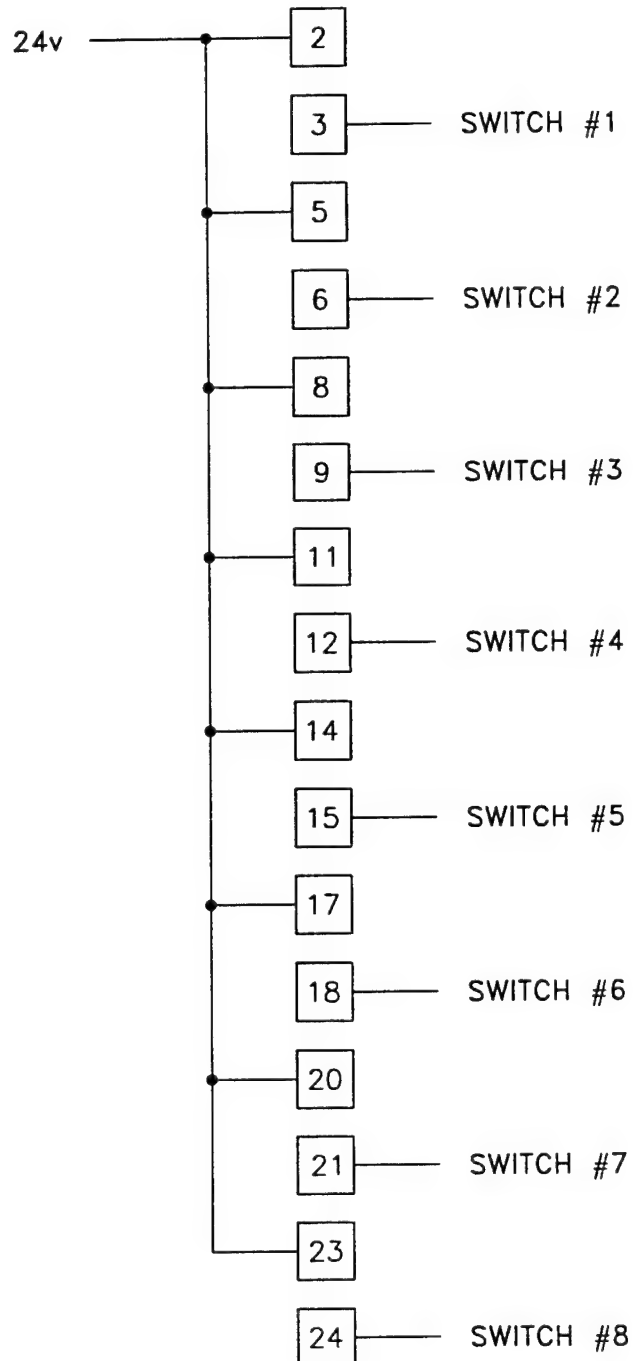 24v
2
3 SWITCH #1
5
6 SWITCH #2
8
9 SWITCH #3
11
12 SWITCH #4
14
15 SWITCH #5
17
18 SWITCH #6
20
21 SWITCH #7
23
24 SWITCH #8